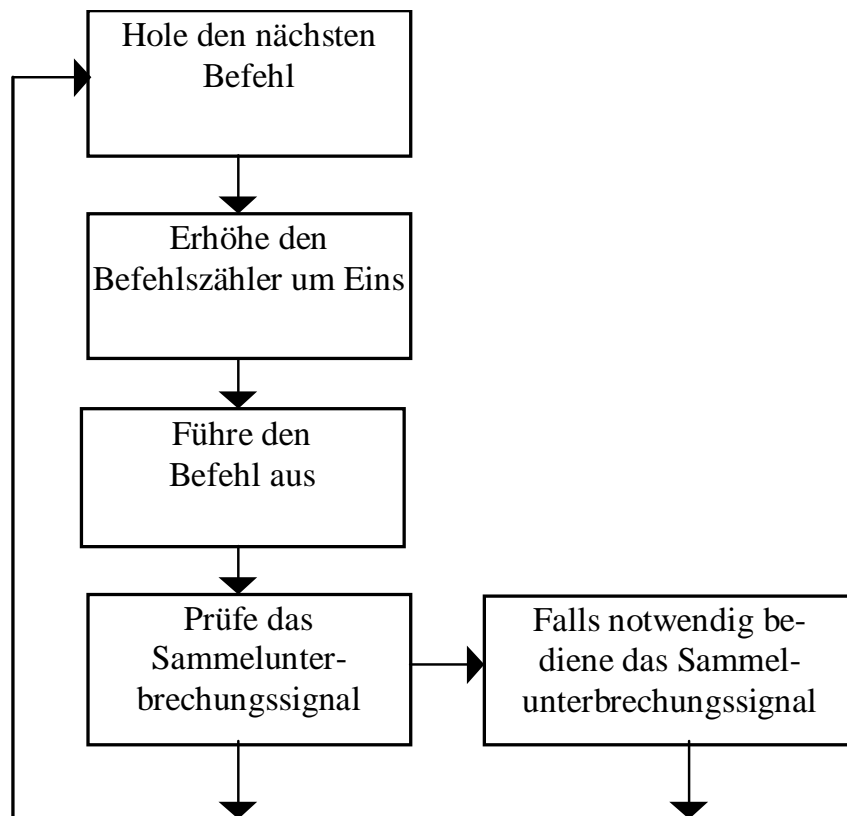 Hole den nächsten
Befehl
Erhöhe den
Befehlszähler um Eins
Führe den
Befehl aus
Prüfe das
Sammelunter-
brechungssignal
Falls notwendig be-
diene das Sammel-
unterbrechungssignal